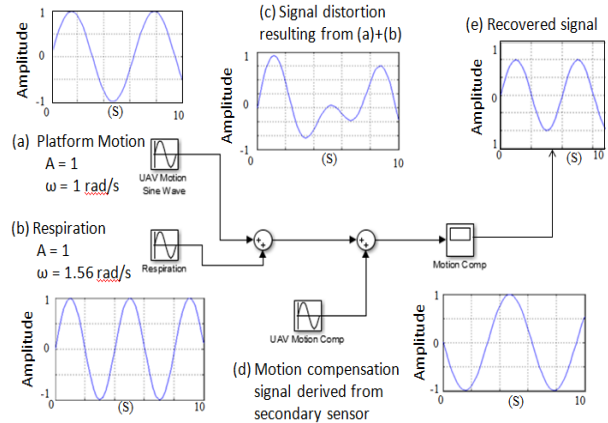 (c) Signal distortion
resulting from (a)+(b)
(e) Recovered signal
Amplitude
1
0
-1
0
(S)
10
Amplitude
1
0
-1
0
(S)
10
Amplitude
1
0
1
0
(S)
10
(a) Platform Motion
A = 1
ω = 1 rad/s
UAV Motion
Sine Wave
(b) Respiration
A = 1
ω = 1.56 rad/s
Respiration
Motion Comp
UAV Motion Comp
Amplitude
1
0
-1
0
(S)
10
(d) Motion compensation
signal derived from
secondary sensor
Amplitude
1
0
-1
0
(S)
10